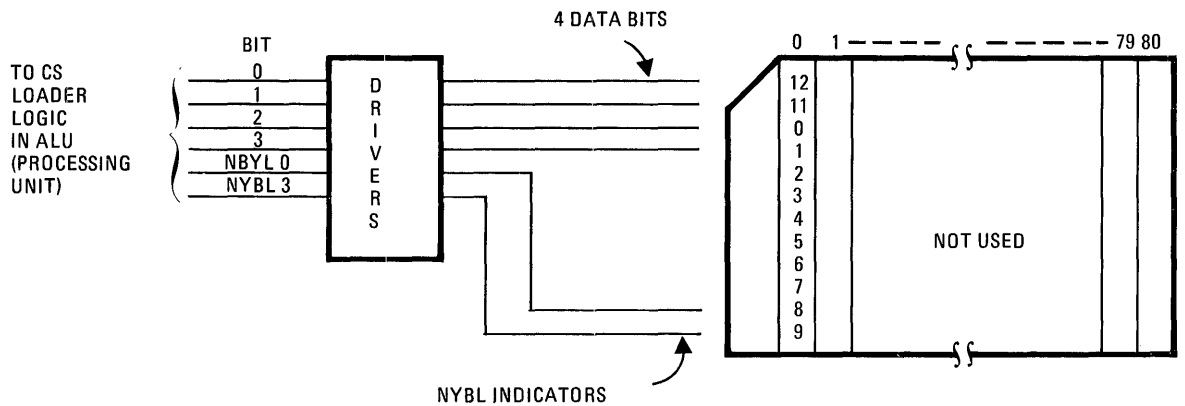 4 DATA BITS
BIT
TO CS
LOADER
LOGIC
IN ALU
(PROCESSING
UNIT)
0
1
2
3
NBYL 0
NYBL 3
DRIVERS
0 1 79 80
12
11
0
1
2
3
4
5
6
7
8
9
NOT USED
NYBL INDICATORS